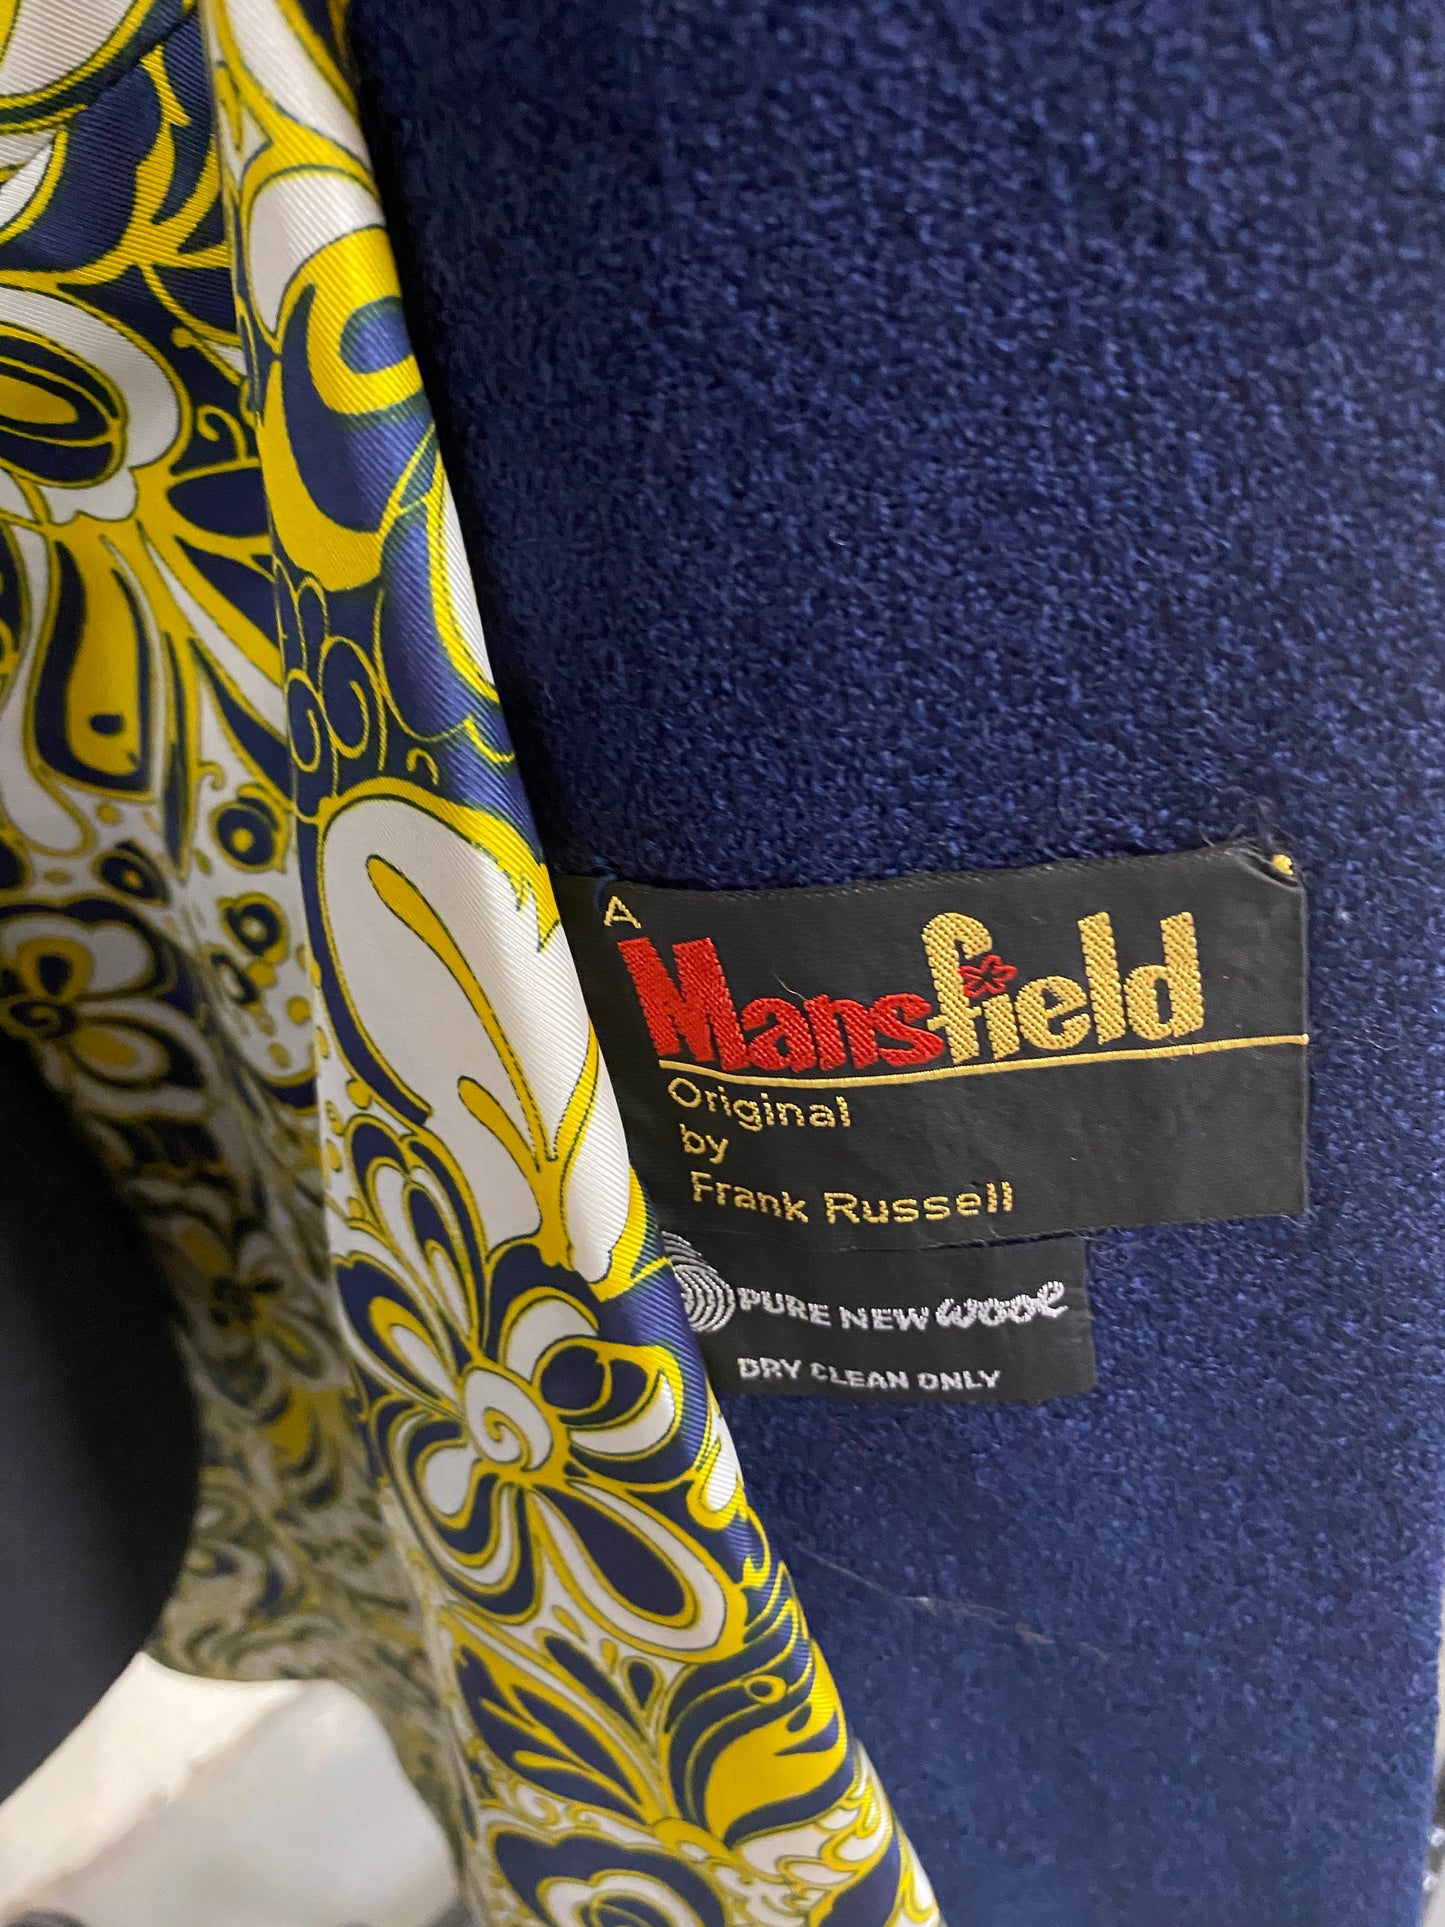 A
Mansfield
Original
by
Frank Russell
PURE NEW WOOL
DRY CLEAN ONLY